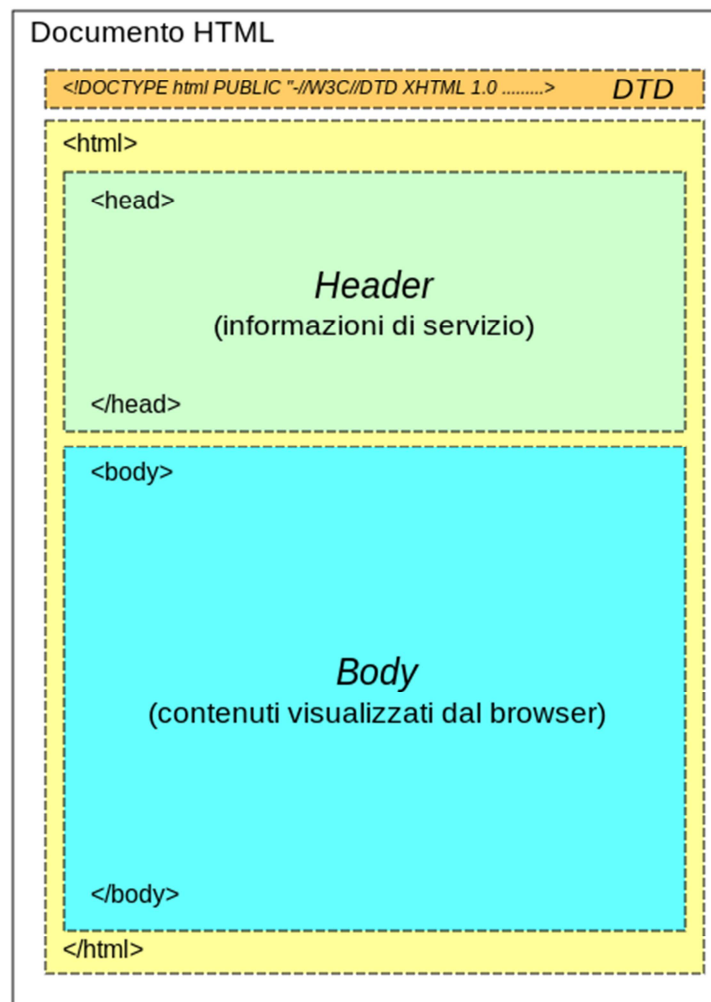 Documento HTML
<!DOCTYPE html PUBLIC "-//W3C//DTD XHTML 1.0 .........> DTD
<html>
<head>
Header
(informazioni di servizio)
</head>
<body>
Body
(contenuti visualizzati dal browser)
</body>
</html>